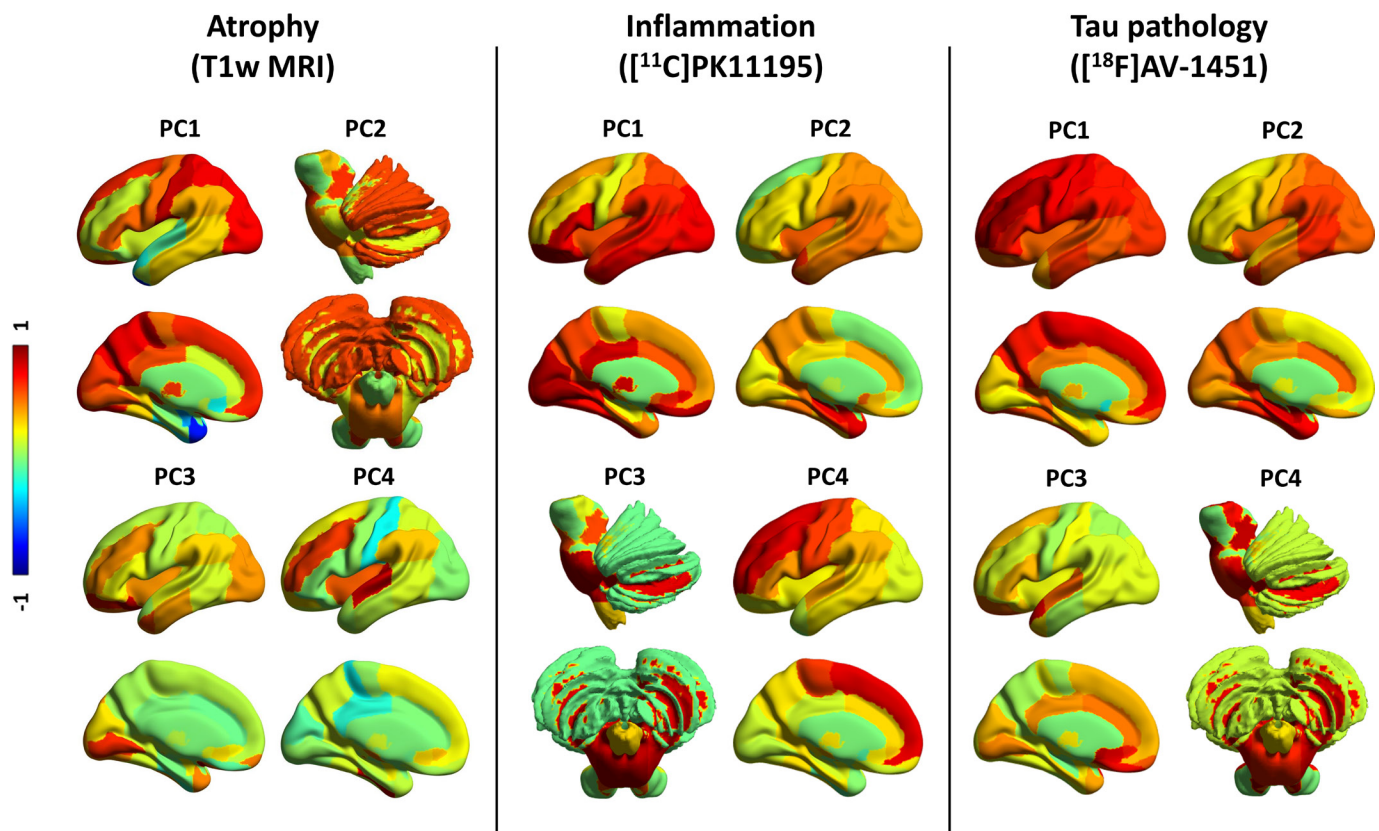 Atrophy
(T1w MRI)
Inflammation
([¹¹C]PK11195)
Tau pathology
([¹⁸F]AV-1451)
PC1
PC2
PC1
PC2
PC1
PC2
1
-1
PC3
PC4
PC3
PC4
PC3
PC4